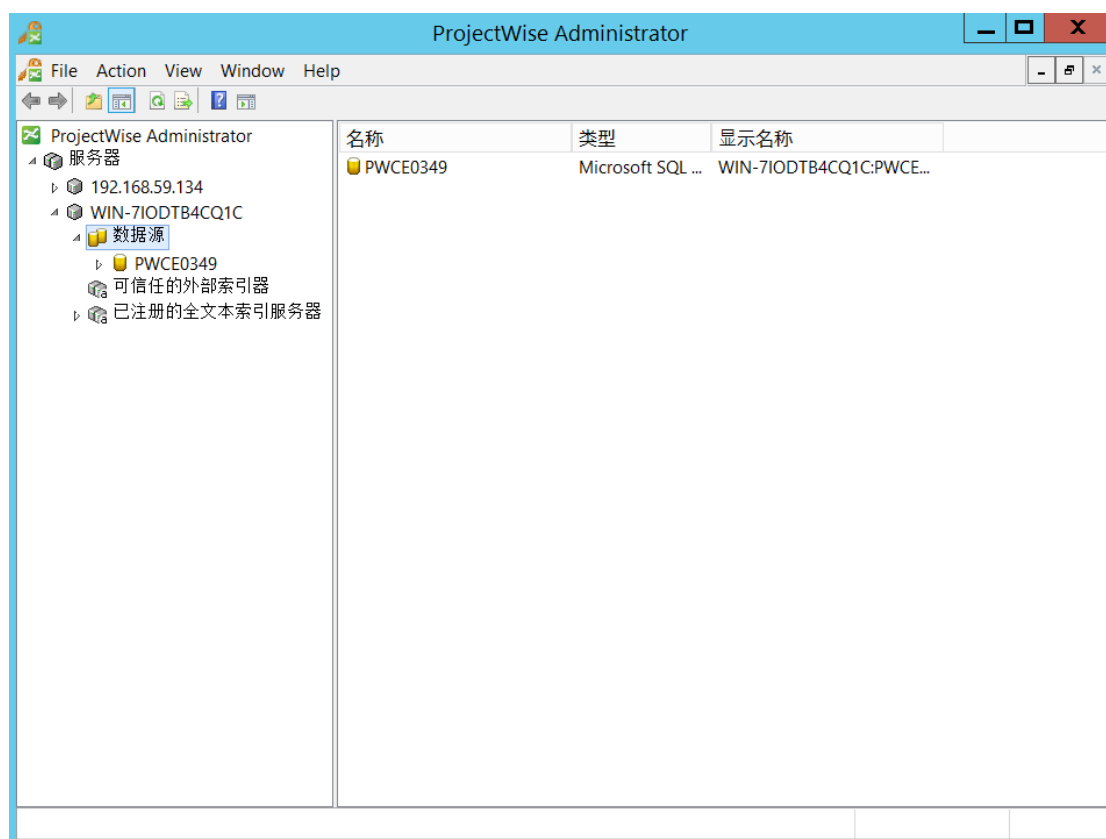 ProjectWise Administrator
File Action View Window Help
ProjectWise Administrator
服务器
192.168.59.134
WIN-7IODTB4CQ1C
数据源
PWCE0349
可信任的外部索引器
已注册的全文本索引服务器
名称 类型 显示名称
PWCE0349 Microsoft SQL ... WIN-7IODTB4CQ1C:PWCE...